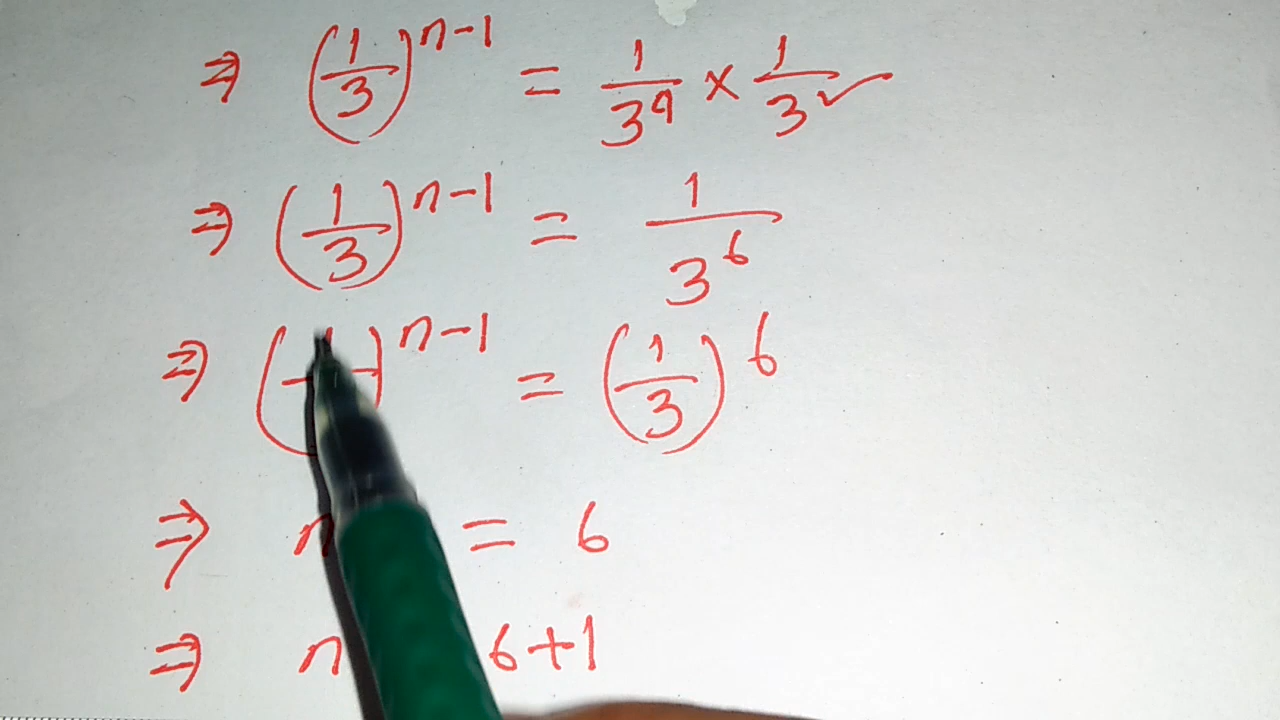 ⇒ (1/3)^(n-1) = 1/3^4 × 1/3^2
⇒ (1/3)^(n-1) = 1/3^6
⇒ ( )^(n-1) = (1/3)^6
⇒ n = 6
⇒ n 6+1